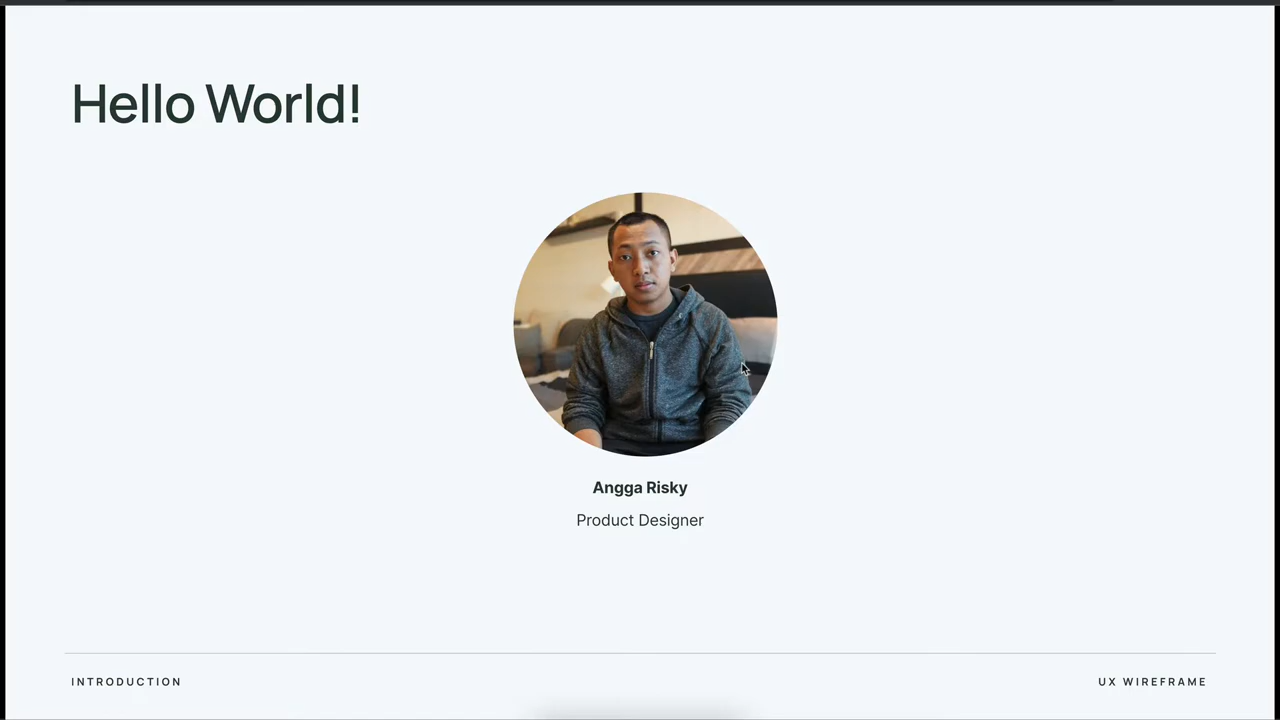 Hello World!
Angga Risky
Product Designer
INTRODUCTION
UX WIREFRAME